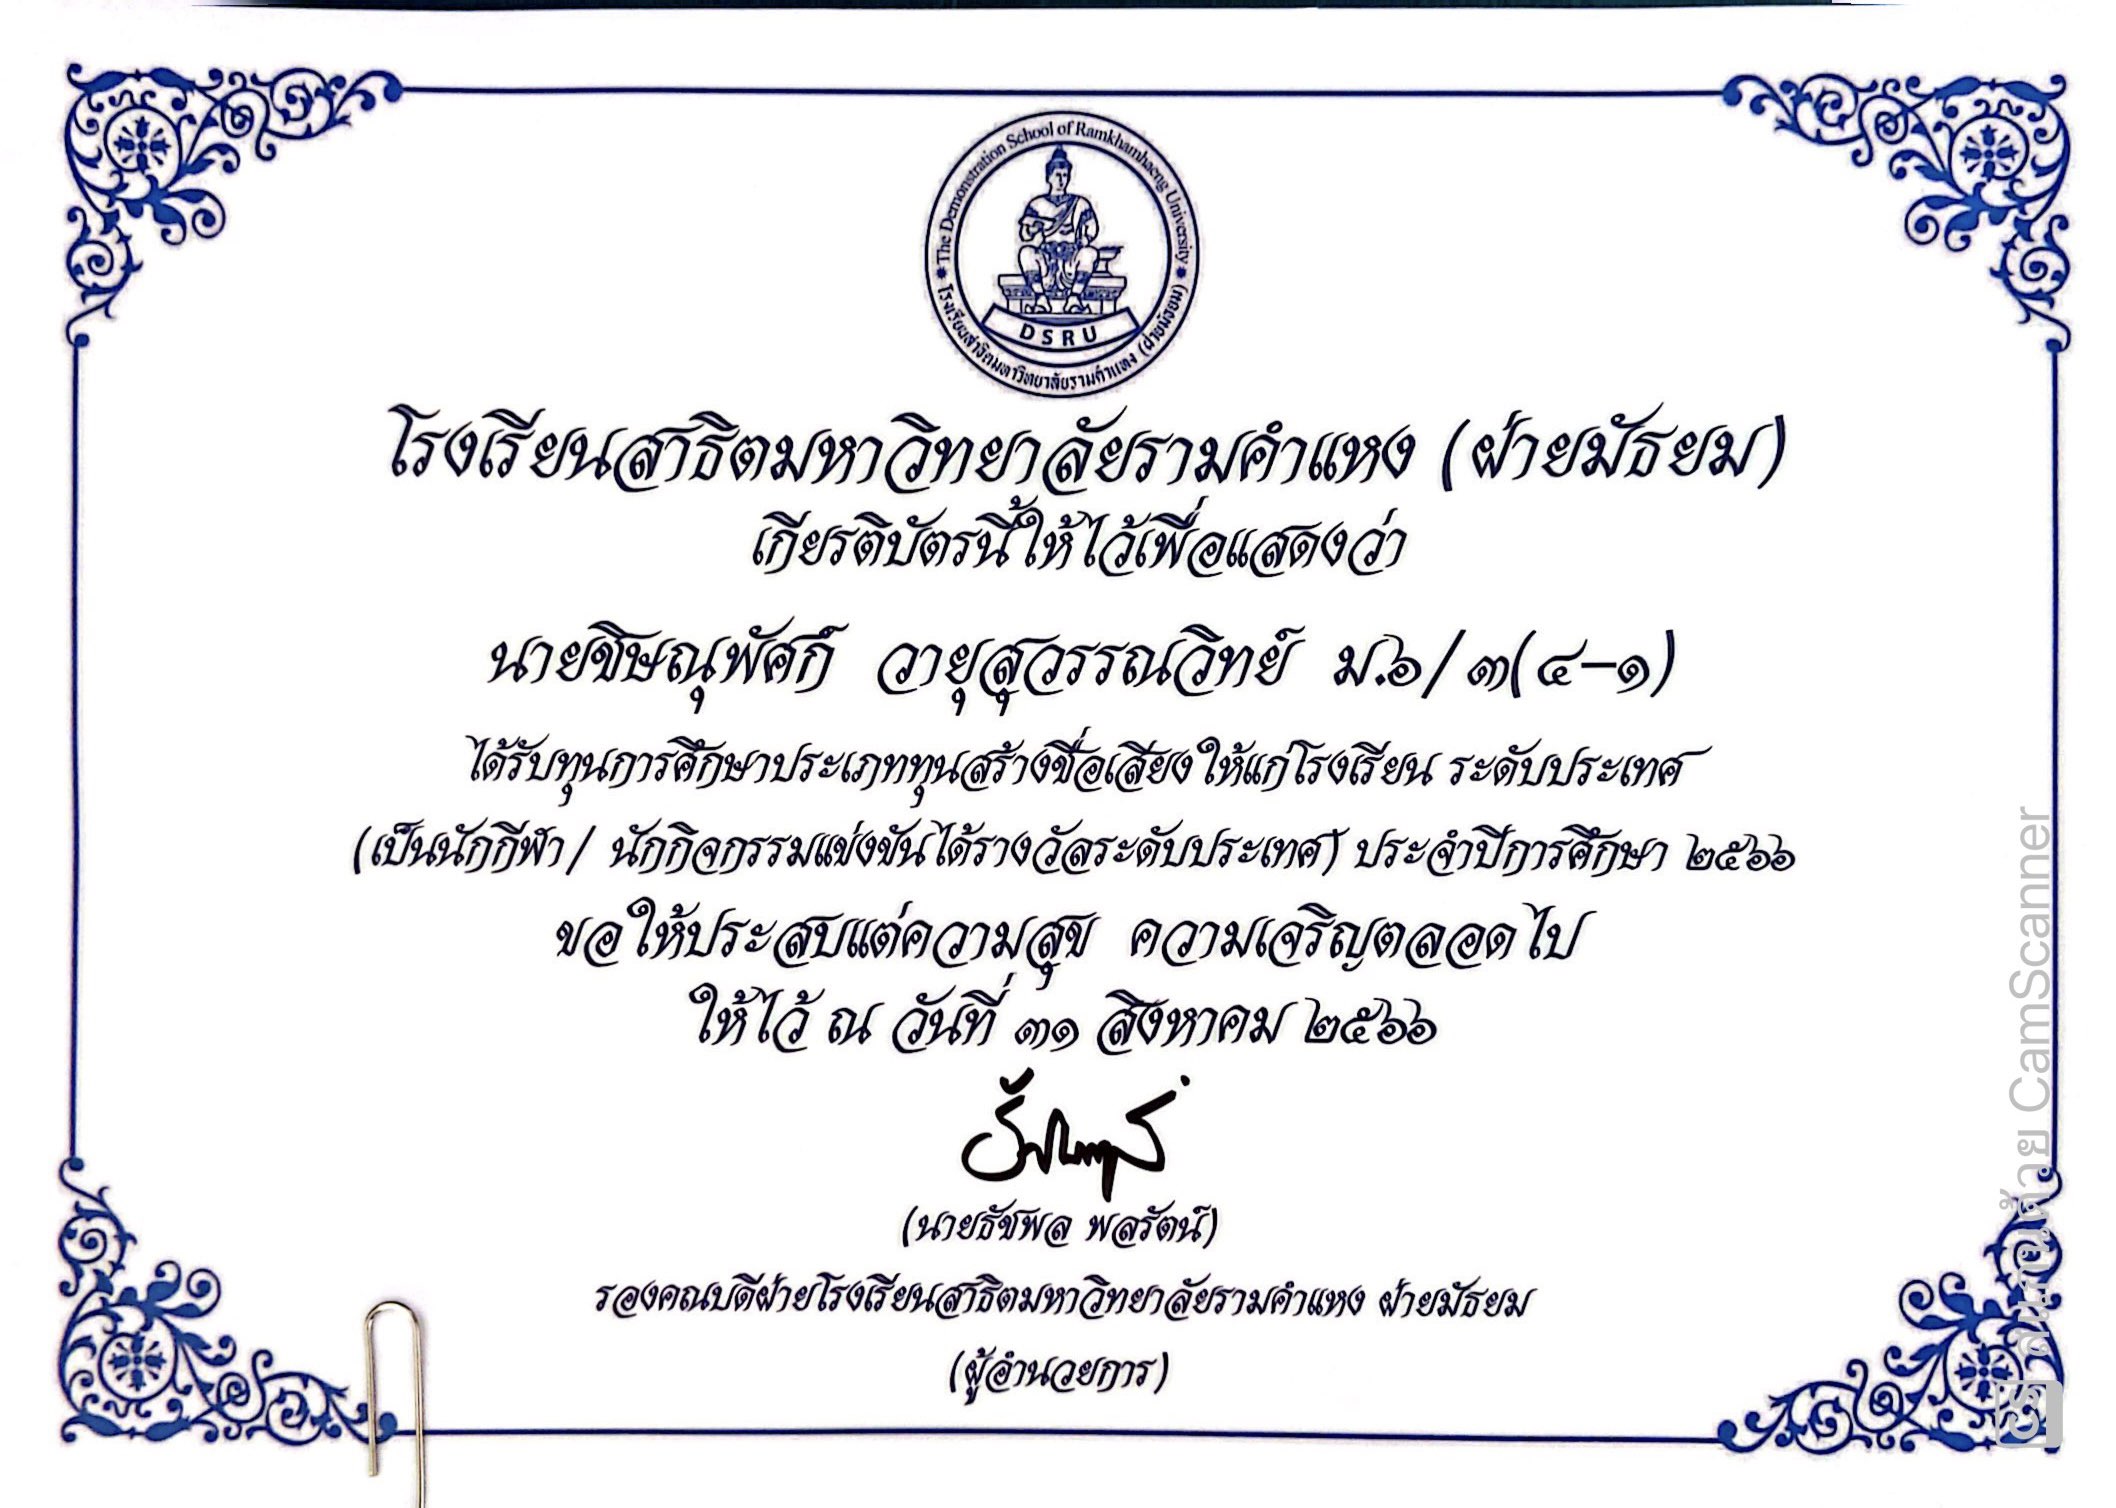 The Demonstration School of Ramkhamhaeng University
DSRU
โรงเรียนสาธิตมหาวิทยาลัยรามคำแหง (ฝ่ายมัธยม)
โรงเรียนสาธิตมหาวิทยาลัยรามคำแหง (ฝ่ายมัธยม)
เกียรติบัตรนี้ให้ไว้เพื่อแสดงว่า
นายชิษณุพัศก์ วายุสุวรรณวิทย์ ม.๖/๓(๔-๑)
ได้รับทุนการศึกษาประเภททุนสร้างชื่อเสียงให้แก่โรงเรียน ระดับประเทศ
(เป็นนักกีฬา/ นักกิจกรรมแข่งขันได้รางวัลระดับประเทศ) ประจำปีการศึกษา ๒๕๖๖
ขอให้ประสบแต่ความสุข ความเจริญตลอดไป
ให้ไว้ ณ วันที่ ๓๑ สิงหาคม ๒๕๖๖
(นายธัชพล พลรัตน์)
รองคณบดีฝ่ายโรงเรียนสาธิตมหาวิทยาลัยรามคำแหง ฝ่ายมัธยม
(ผู้อำนวยการ)
CS สแกนด้วย CamScanner